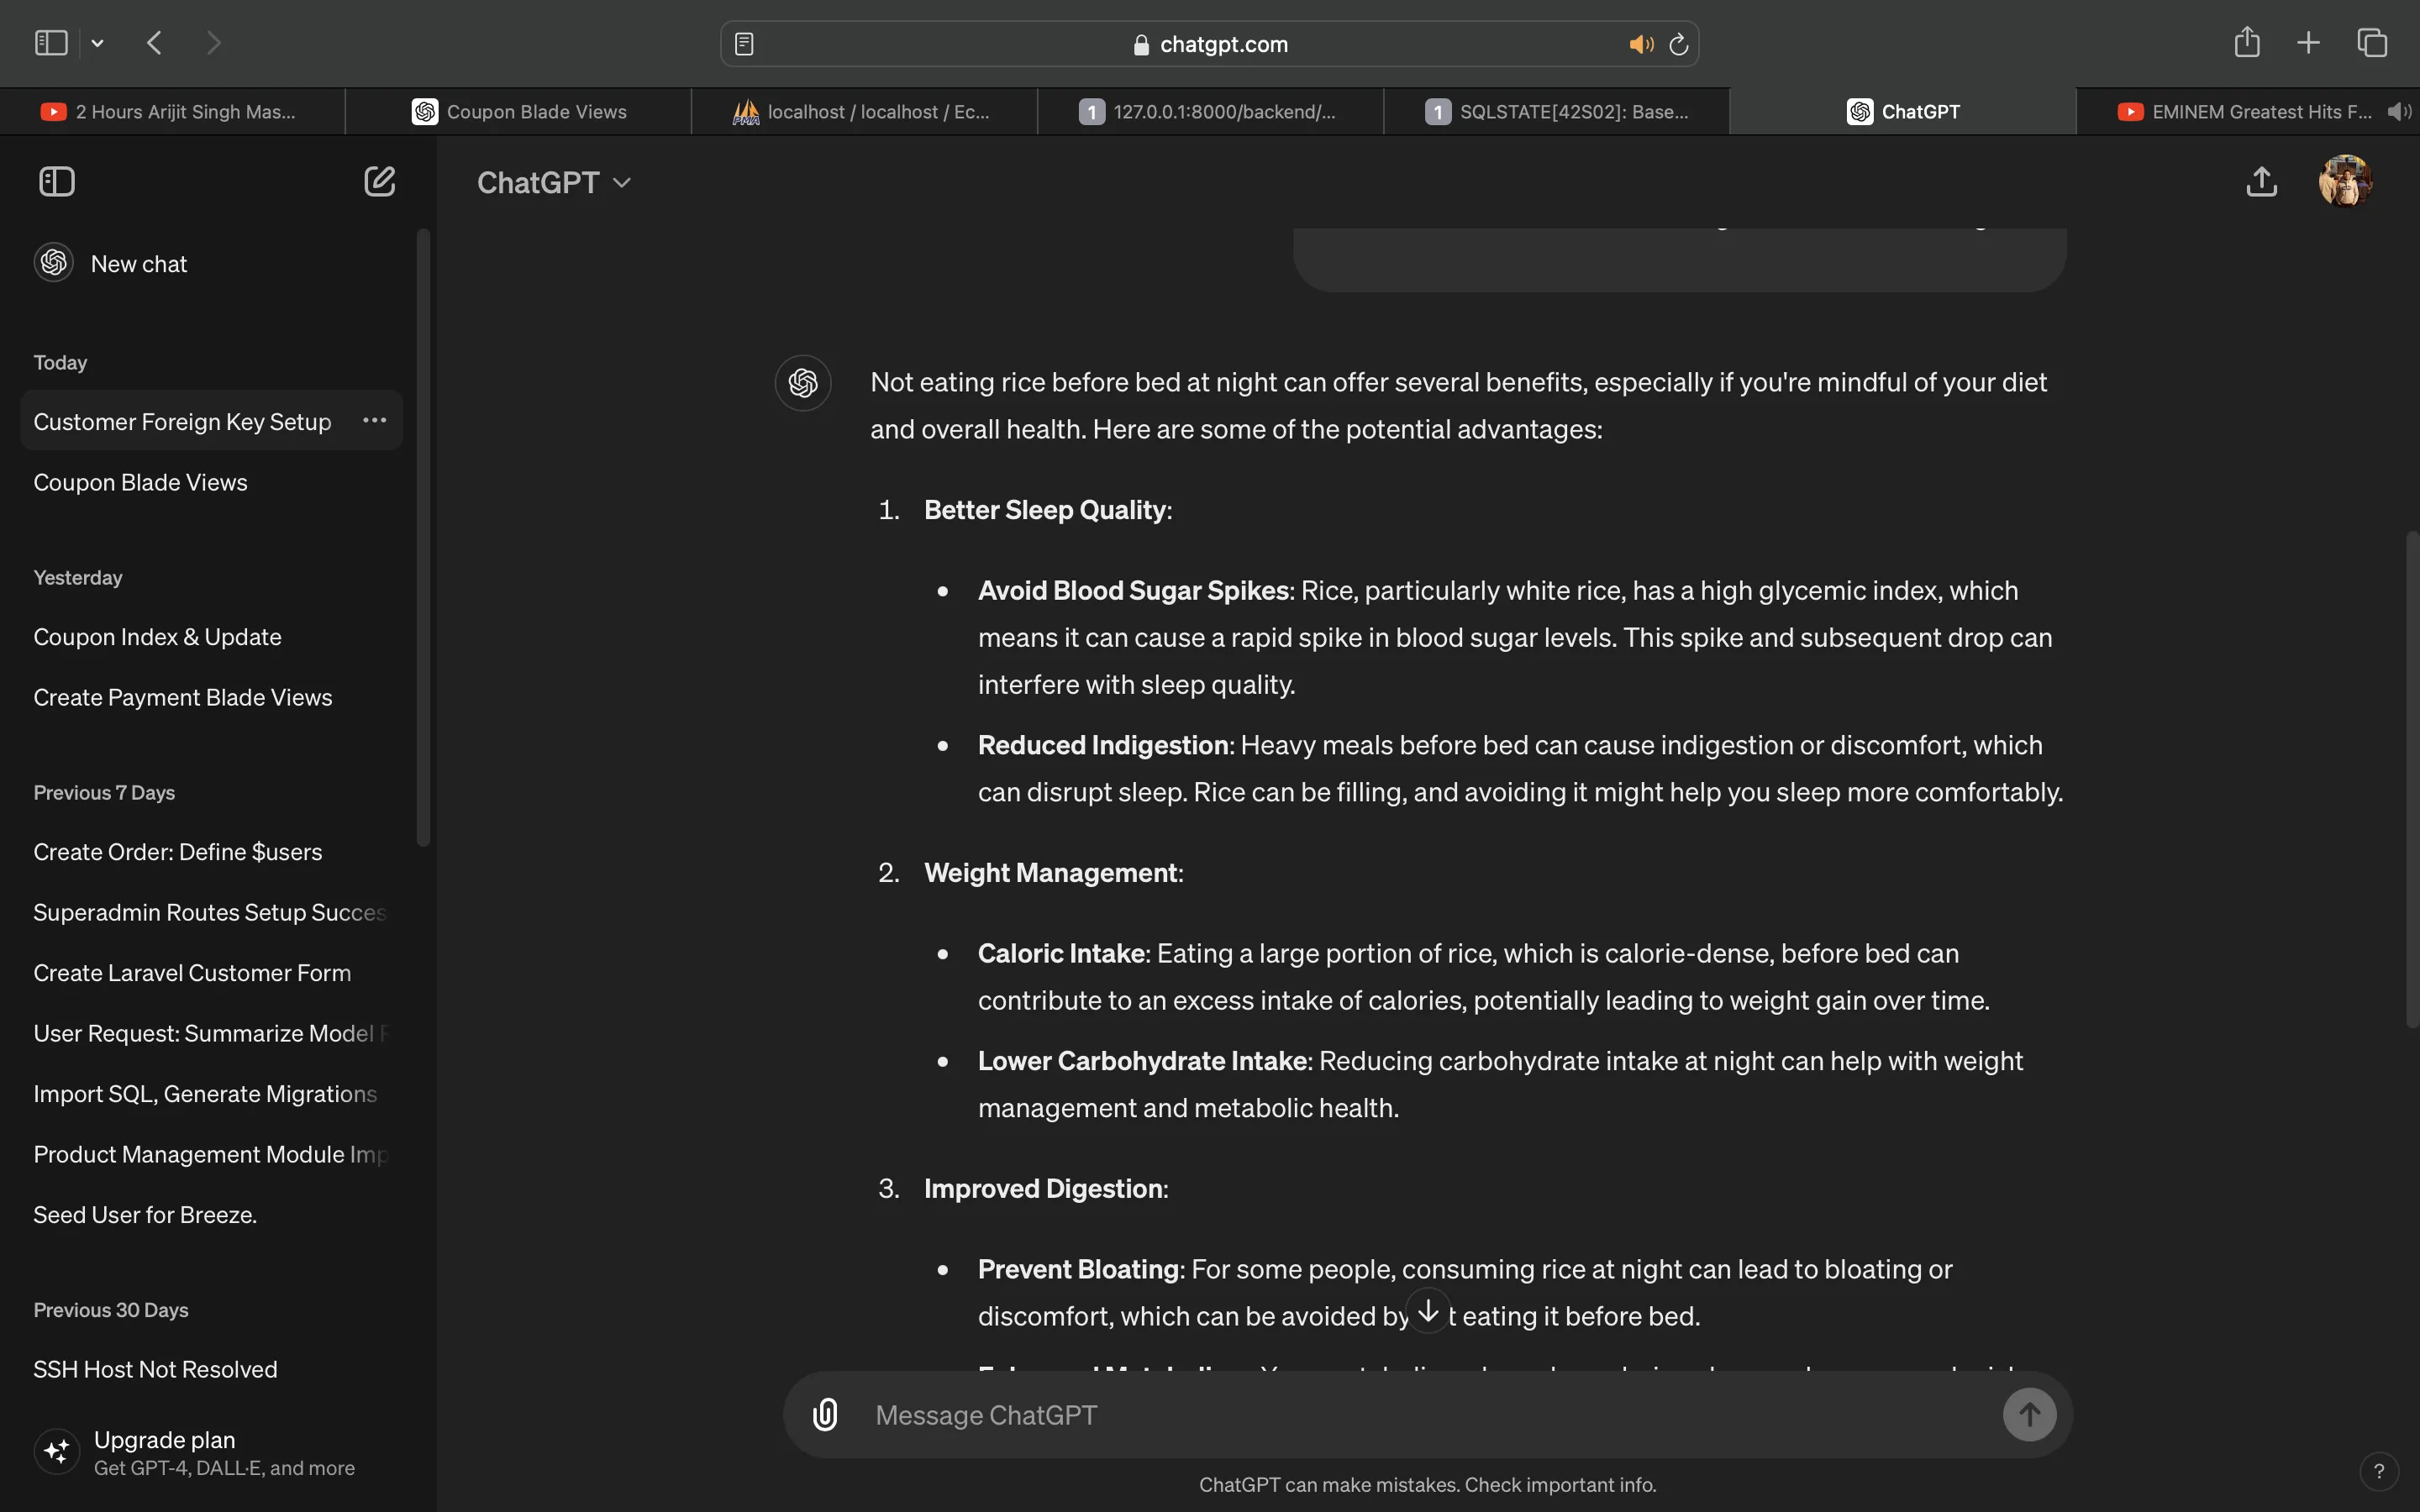 chatgpt.com
2 Hours Arijit Singh Mas...
Coupon Blade Views
PMA
localhost / localhost / Ec...
1
127.0.0.1:8000/backend/...
1
SQLSTATE[42S02]: Base...
ChatGPT
EMINEM Greatest Hits F...
ChatGPT
New chat
Today
Customer Foreign Key Setup
Coupon Blade Views
Yesterday
Coupon Index & Update
Create Payment Blade Views
Previous 7 Days
Create Order: Define $users
Superadmin Routes Setup Succes
Create Laravel Customer Form
User Request: Summarize Model
Import SQL, Generate Migrations
Product Management Module Imp
Seed User for Breeze.
Previous 30 Days
SSH Host Not Resolved
Upgrade plan
Get GPT-4, DALL·E, and more
Not eating rice before bed at night can offer several benefits, especially if you're mindful of your diet
and overall health. Here are some of the potential advantages:
1. Better Sleep Quality:
• Avoid Blood Sugar Spikes: Rice, particularly white rice, has a high glycemic index, which
means it can cause a rapid spike in blood sugar levels. This spike and subsequent drop can
interfere with sleep quality.
• Reduced Indigestion: Heavy meals before bed can cause indigestion or discomfort, which
can disrupt sleep. Rice can be filling, and avoiding it might help you sleep more comfortably.
2. Weight Management:
• Caloric Intake: Eating a large portion of rice, which is calorie-dense, before bed can
contribute to an excess intake of calories, potentially leading to weight gain over time.
• Lower Carbohydrate Intake: Reducing carbohydrate intake at night can help with weight
management and metabolic health.
3. Improved Digestion:
• Prevent Bloating: For some people, consuming rice at night can lead to bloating or
discomfort, which can be avoided by t eating it before bed.
Message ChatGPT
ChatGPT can make mistakes. Check important info.
?